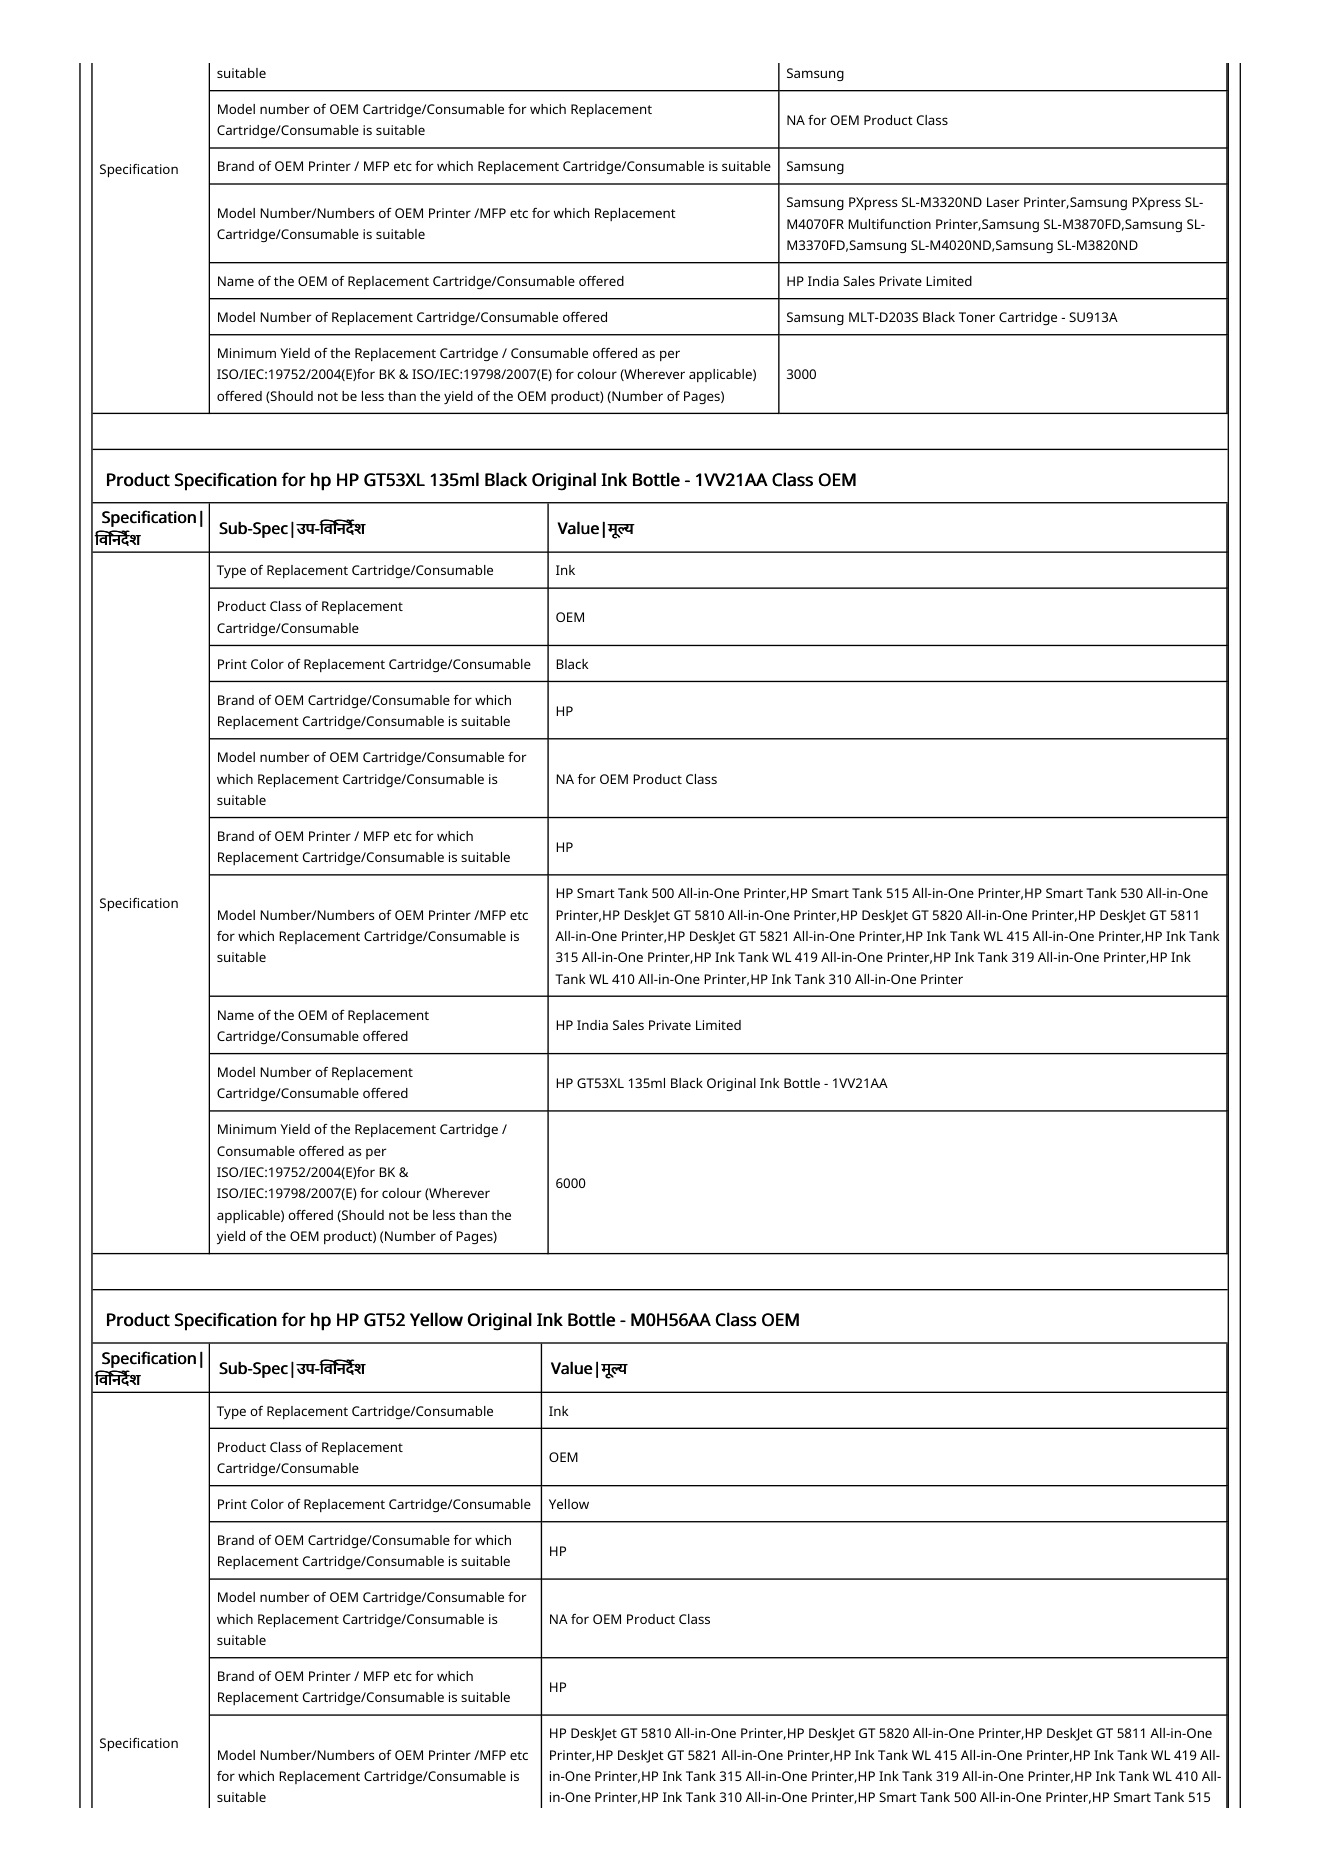 suitable
Samsung
Model number of OEM Cartridge/Consumable for which Replacement
Cartridge/Consumable is suitable
NA for OEM Product Class
Specification
Brand of OEM Printer / MFP etc for which Replacement Cartridge/Consumable is suitable
Samsung
Model Number/Numbers of OEM Printer /MFP etc for which Replacement
Cartridge/Consumable is suitable
Samsung PXpress SL-M3320ND Laser Printer,Samsung PXpress SL-
M4070FR Multifunction Printer,Samsung SL-M3870FD,Samsung SL-
M3370FD,Samsung SL-M4020ND,Samsung SL-M3820ND
Name of the OEM of Replacement Cartridge/Consumable offered
HP India Sales Private Limited
Model Number of Replacement Cartridge/Consumable offered
Samsung MLT-D203S Black Toner Cartridge - SU913A
Minimum Yield of the Replacement Cartridge / Consumable offered as per
ISO/IEC:19752/2004(E)for BK & ISO/IEC:19798/2007(E) for colour (Wherever applicable)
offered (Should not be less than the yield of the OEM product) (Number of Pages)
3000
Product Specification for hp HP GT53XL 135ml Black Original Ink Bottle - 1VV21AA Class OEM
Specification|
विनिर्देश
Sub-Spec|उप-विनिर्देश
Value|मूल्य
Type of Replacement Cartridge/Consumable
Ink
Product Class of Replacement
Cartridge/Consumable
OEM
Print Color of Replacement Cartridge/Consumable
Black
Brand of OEM Cartridge/Consumable for which
Replacement Cartridge/Consumable is suitable
HP
Model number of OEM Cartridge/Consumable for
which Replacement Cartridge/Consumable is
suitable
NA for OEM Product Class
Brand of OEM Printer / MFP etc for which
Replacement Cartridge/Consumable is suitable
HP
Specification
Model Number/Numbers of OEM Printer /MFP etc
for which Replacement Cartridge/Consumable is
suitable
HP Smart Tank 500 All-in-One Printer,HP Smart Tank 515 All-in-One Printer,HP Smart Tank 530 All-in-One
Printer,HP DeskJet GT 5810 All-in-One Printer,HP DeskJet GT 5820 All-in-One Printer,HP DeskJet GT 5811
All-in-One Printer,HP DeskJet GT 5821 All-in-One Printer,HP Ink Tank WL 415 All-in-One Printer,HP Ink Tank
315 All-in-One Printer,HP Ink Tank WL 419 All-in-One Printer,HP Ink Tank 319 All-in-One Printer,HP Ink
Tank WL 410 All-in-One Printer,HP Ink Tank 310 All-in-One Printer
Name of the OEM of Replacement
Cartridge/Consumable offered
HP India Sales Private Limited
Model Number of Replacement
Cartridge/Consumable offered
HP GT53XL 135ml Black Original Ink Bottle - 1VV21AA
Minimum Yield of the Replacement Cartridge /
Consumable offered as per
ISO/IEC:19752/2004(E)for BK &
ISO/IEC:19798/2007(E) for colour (Wherever
applicable) offered (Should not be less than the
yield of the OEM product) (Number of Pages)
6000
Product Specification for hp HP GT52 Yellow Original Ink Bottle - M0H56AA Class OEM
Specification|
विनिर्देश
Sub-Spec|उप-विनिर्देश
Value|मूल्य
Type of Replacement Cartridge/Consumable
Ink
Product Class of Replacement
Cartridge/Consumable
OEM
Print Color of Replacement Cartridge/Consumable
Yellow
Brand of OEM Cartridge/Consumable for which
Replacement Cartridge/Consumable is suitable
HP
Model number of OEM Cartridge/Consumable for
which Replacement Cartridge/Consumable is
suitable
NA for OEM Product Class
Brand of OEM Printer / MFP etc for which
Replacement Cartridge/Consumable is suitable
HP
Specification
Model Number/Numbers of OEM Printer /MFP etc
for which Replacement Cartridge/Consumable is
suitable
HP DeskJet GT 5810 All-in-One Printer,HP DeskJet GT 5820 All-in-One Printer,HP DeskJet GT 5811 All-in-One
Printer,HP DeskJet GT 5821 All-in-One Printer,HP Ink Tank WL 415 All-in-One Printer,HP Ink Tank WL 419 All-
in-One Printer,HP Ink Tank 315 All-in-One Printer,HP Ink Tank 319 All-in-One Printer,HP Ink Tank WL 410 All-
in-One Printer,HP Ink Tank 310 All-in-One Printer,HP Smart Tank 500 All-in-One Printer,HP Smart Tank 515